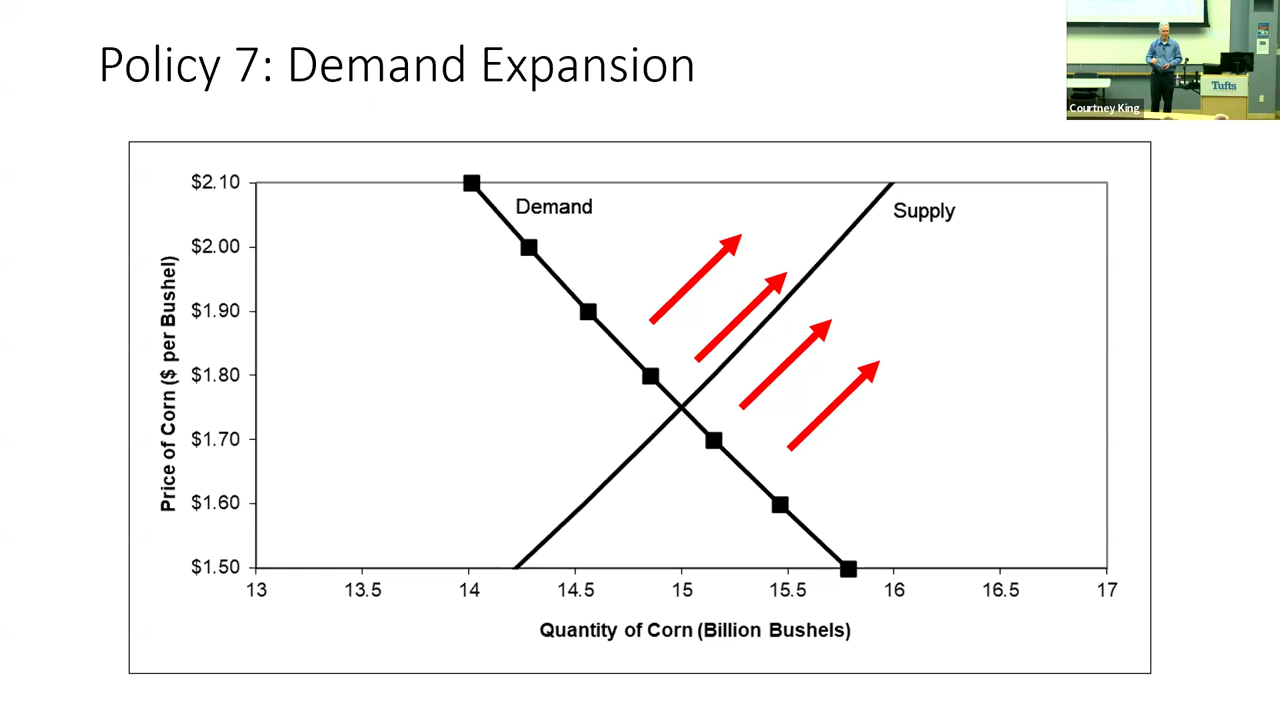 Policy 7: Demand Expansion
Tufts
Courtney King
$2.10
$2.00
$1.90
$1.80
$1.70
$1.60
$1.50
Price of Corn ($ per Bushel)
Demand
Supply
13
13.5
14
14.5
15
15.5
16
16.5
17
Quantity of Corn (Billion Bushels)